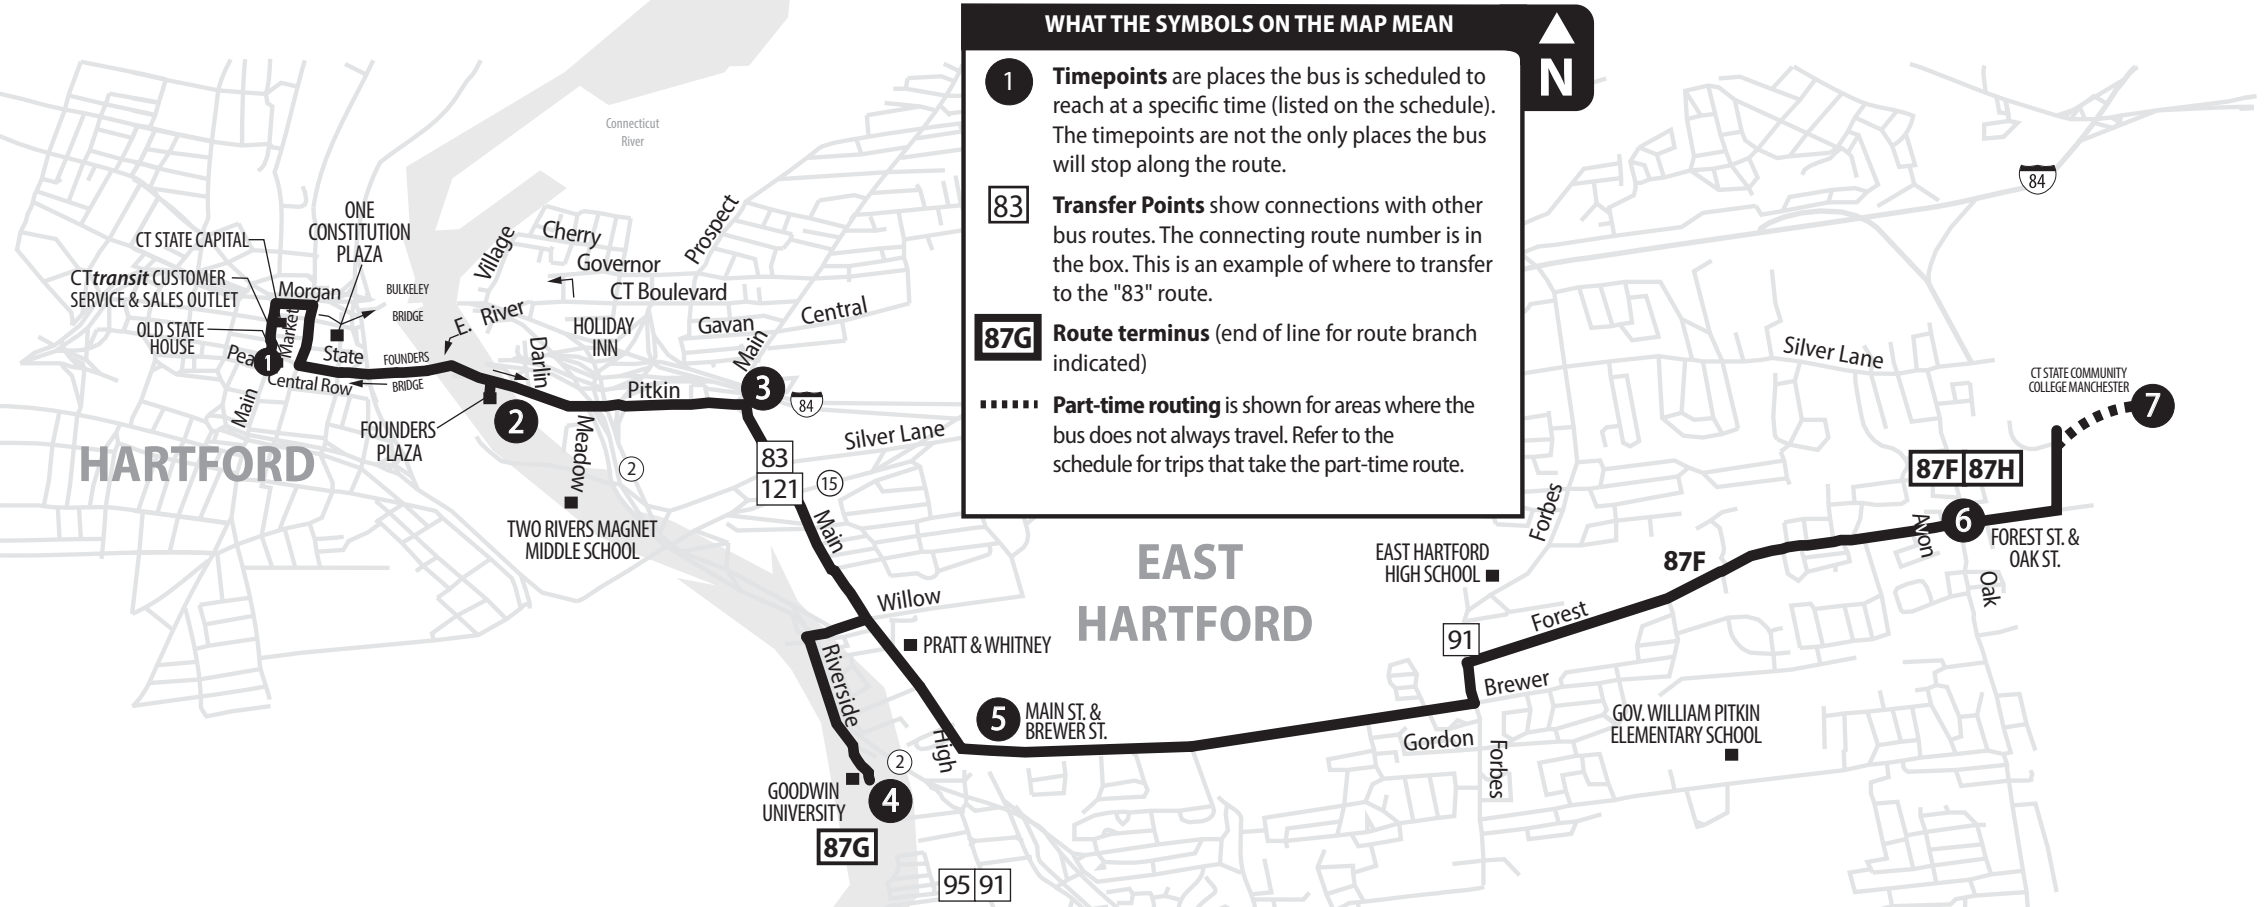 WHAT THE SYMBOLS ON THE MAP MEAN
N
1
Timepoints are places the bus is scheduled to
reach at a specific time (listed on the schedule).
The timepoints are not the only places the bus
will stop along the route.
83
Transfer Points show connections with other
bus routes. The connecting route number is in
the box. This is an example of where to transfer
to the "83" route.
87G
Route terminus (end of line for route branch
indicated)
Part-time routing is shown for areas where the
bus does not always travel. Refer to the
schedule for trips that take the part-time route.
Connecticut
River
ONE
CONSTITUTION
PLAZA
CT STATE CAPITAL
CTtransit CUSTOMER
SERVICE & SALES OUTLET
OLD STATE
HOUSE
Morgan
Market
BULKELEY
BRIDGE
Pea
1
State
FOUNDERS
BRIDGE
Central Row
Main
HARTFORD
FOUNDERS
PLAZA
2
Village
Cherry
Governor
CT Boulevard
Prospect
E. River
HOLIDAY
INN
Gavan
Main
Central
Darlin
Pitkin
3
84
Meadow
2
TWO RIVERS MAGNET
MIDDLE SCHOOL
Silver Lane
83
121
15
Main
Willow
PRATT & WHITNEY
Riverside
High
2
GOODWIN
UNIVERSITY
4
87G
95
91
5
MAIN ST. &
BREWER ST.
EAST
HARTFORD
EAST HARTFORD
HIGH SCHOOL
Forbes
91
Forest
Brewer
Gordon
Forbes
GOV. WILLIAM PITKIN
ELEMENTARY SCHOOL
87F
84
Silver Lane
CT STATE COMMUNITY
COLLEGE MANCHESTER
7
87F
87H
Avon
6
FOREST ST. &
OAK ST.
Oak